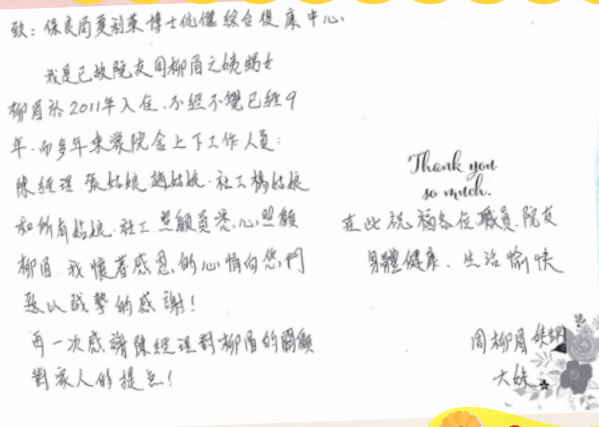 致：保良局夏利萊博士伉儷綜合復康中心．
我是已故院友周柳眉之姨甥女
柳眉於2011年入住．不經不覺已經9
年．而多年來蒙院舍上下工作人員：
陳經理．張姑娘．趙姑娘．社工楊姑娘
和所有姑娘．社工．照顧員悉心照顧
柳眉．我懷着感恩的心情向您們
致以誠摯的感謝！
再一次感謝陳經理對柳眉的關顧
對家人的提点！
Thank you
so much.
在此祝福各位職員．院友
身體健康．生活愉快
周柳眉姨甥
大妹